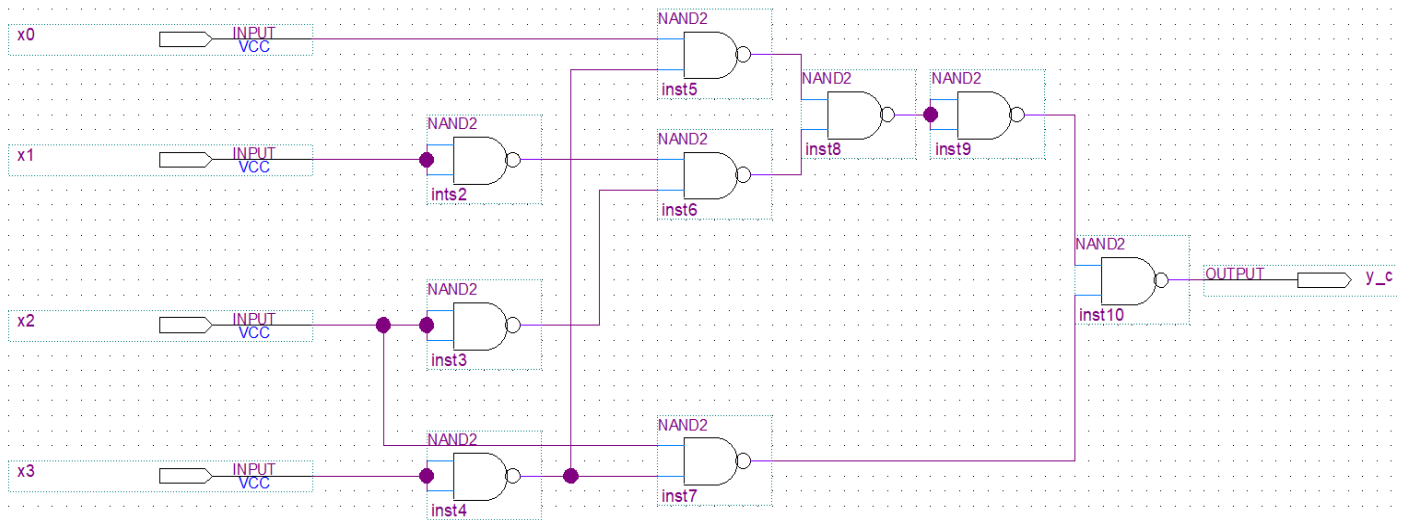 x0
INPUT
VCC
NAND2
inst5
NAND2
inst8
NAND2
inst9
x1
INPUT
VCC
NAND2
ints2
NAND2
inst6
NAND2
inst10
OUTPUT
y_c
x2
INPUT
VCC
NAND2
inst3
x3
INPUT
VCC
NAND2
inst4
NAND2
inst7